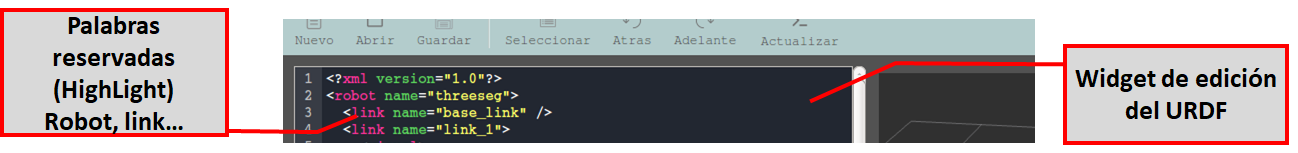 Palabras
reservadas
(HighLight)
Robot, link...
Nuevo Abrir Guardar Seleccionar Atras Adelante Actualizar
1 <?xml version="1.0"?>
2 <robot name="threeseg">
3 <link name="base_link" />
4 <link name="link_1">
Widget de edición
del URDF